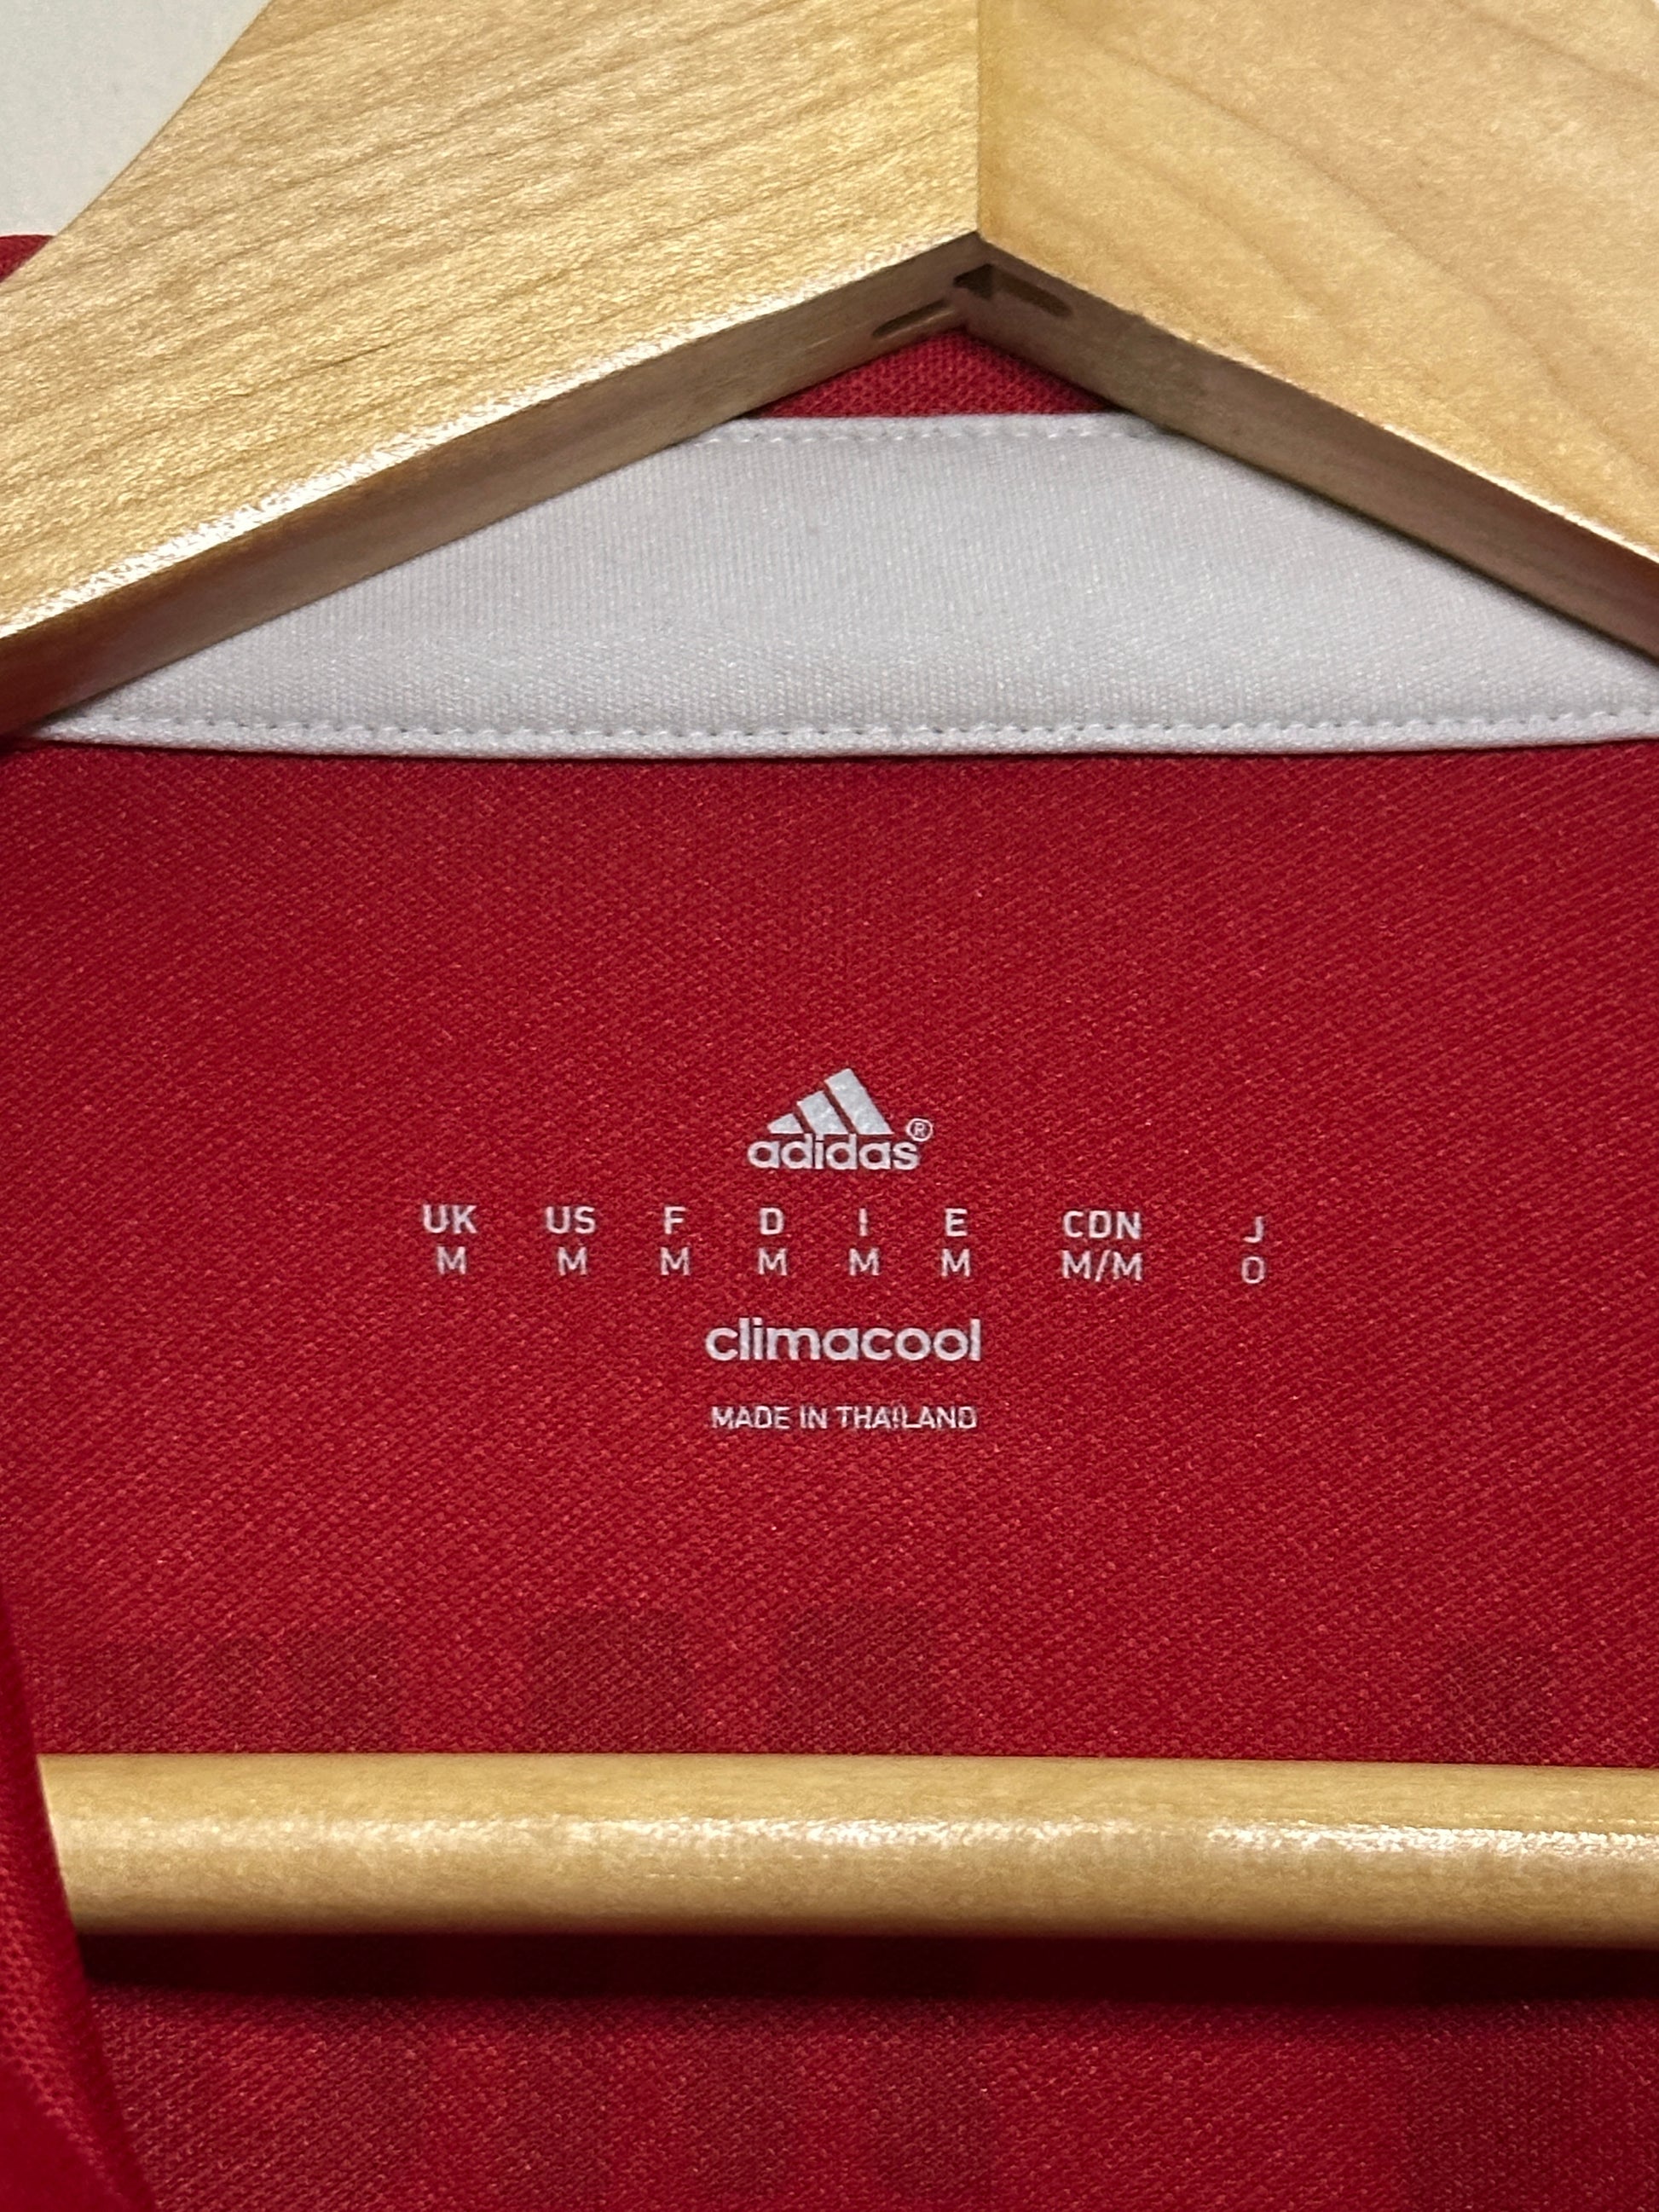 adidas®
UK US F D I E CDN J
M M M M M M M/M O
climacool
MADE IN THAILAND